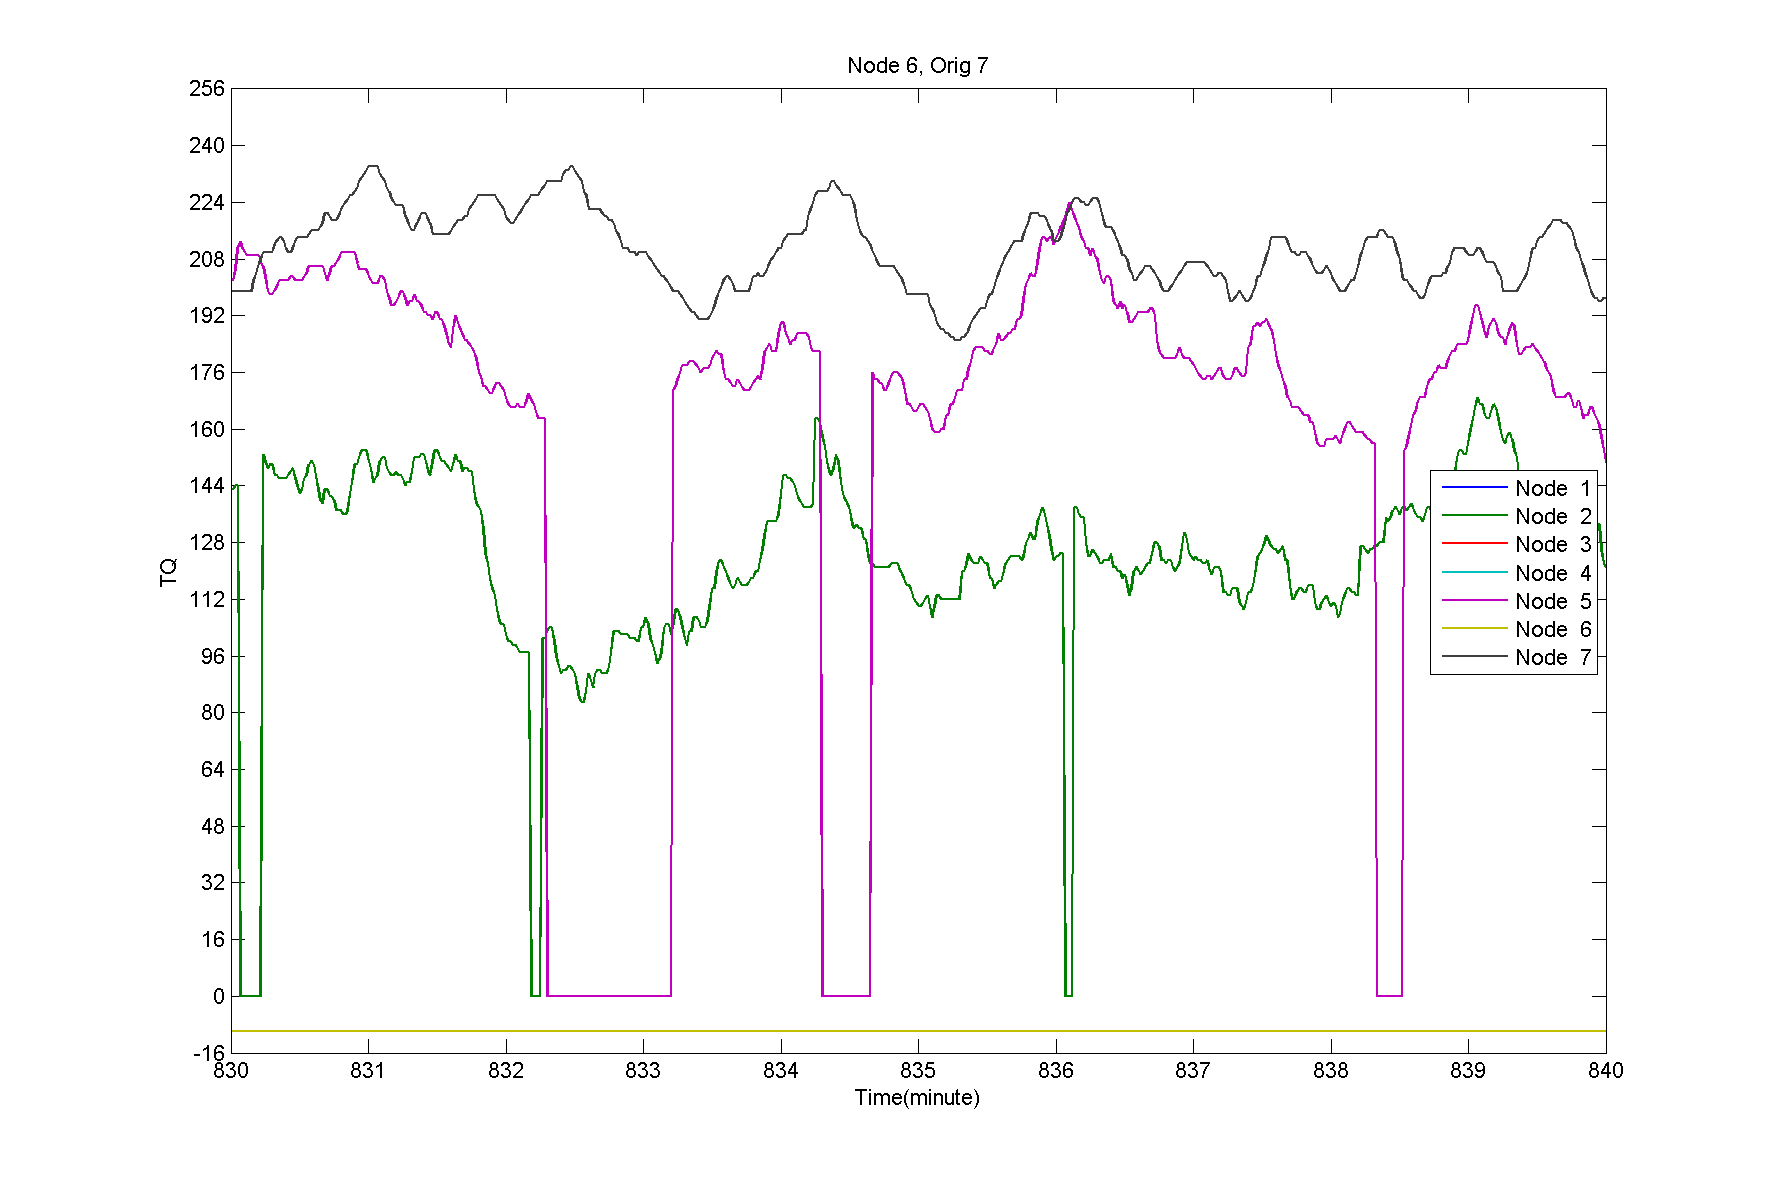 Node 6, Orig 7
256
240
224
208
192
176
160
144
128
112
96
80
64
48
32
16
0
-16
TQ
Node 1
Node 2
Node 3
Node 4
Node 5
Node 6
Node 7
830 831 832 833 834 835 836 837 838 839 840
Time(minute)